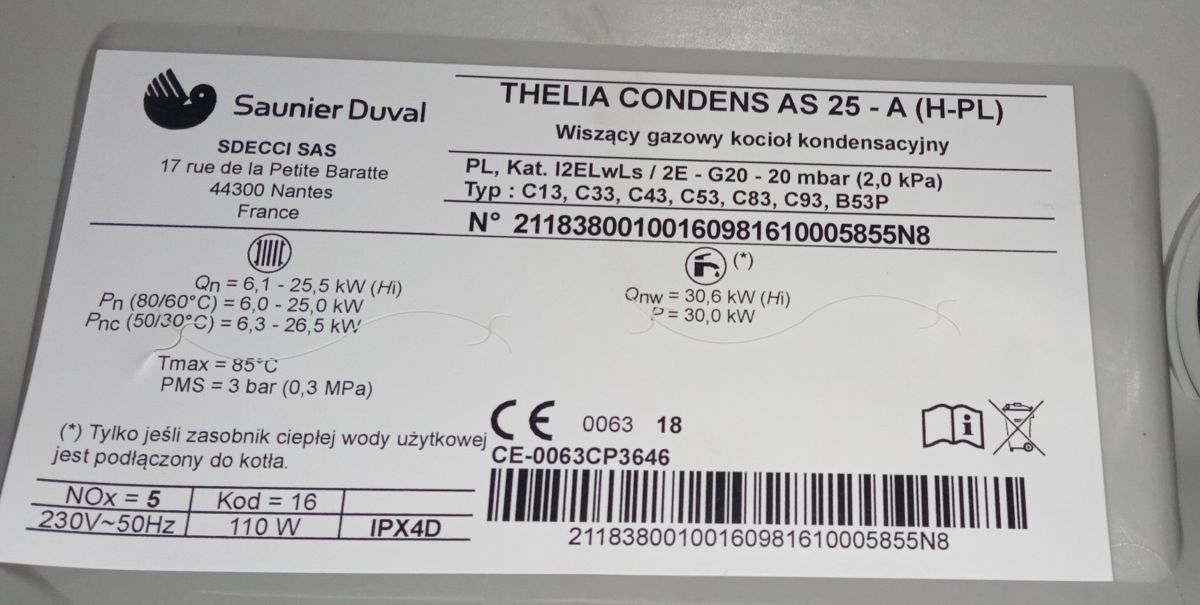 Saunier Duval
SDECCI SAS
17 rue de la Petite Baratte
44300 Nantes
France
THELIA CONDENS AS 25 - A (H-PL)
Wiszący gazowy kocioł kondensacyjny
PL, Kat. I2ELwLs / 2E - G20 - 20 mbar (2,0 kPa)
Typ : C13, C33, C43, C53, C83, C93, B53P
N° 2118380010016098161 0005855N8
Qn = 6,1 - 25,5 kW (Hi)
Pn (80/60°C) = 6,0 - 25,0 kW
Pnc (50/30°C) = 6,3 - 26,5 kW
Tmax = 85°C
PMS = 3 bar (0,3 MPa)
(*)
Qnw = 30,6 kW (Hi)
P = 30,0 kW
(*) Tylko jeśli zasobnik ciepłej wody użytkowej
jest podłączony do kotła.
CE 0063 18
CE-0063CP3646
NOx = 5 Kod = 16
230V~50Hz 110 W IPX4D
21183800100160981610005855N8